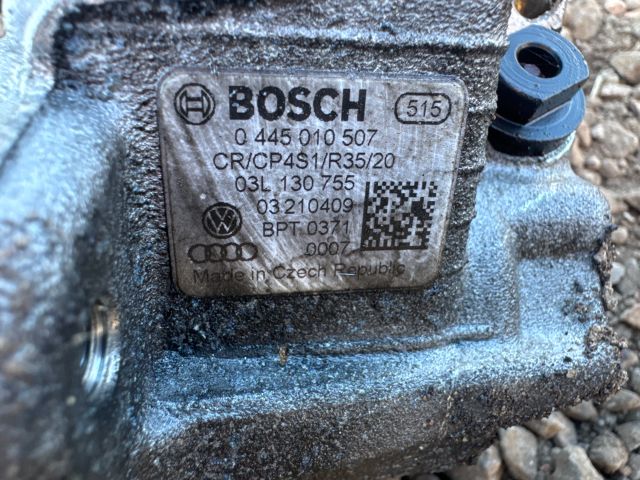 BOSCH 515
0 445 010 507
CR/CP4S1/R35/20
03L 130 755
03 210409
BPT 0371
0007
Made in Czech Republic